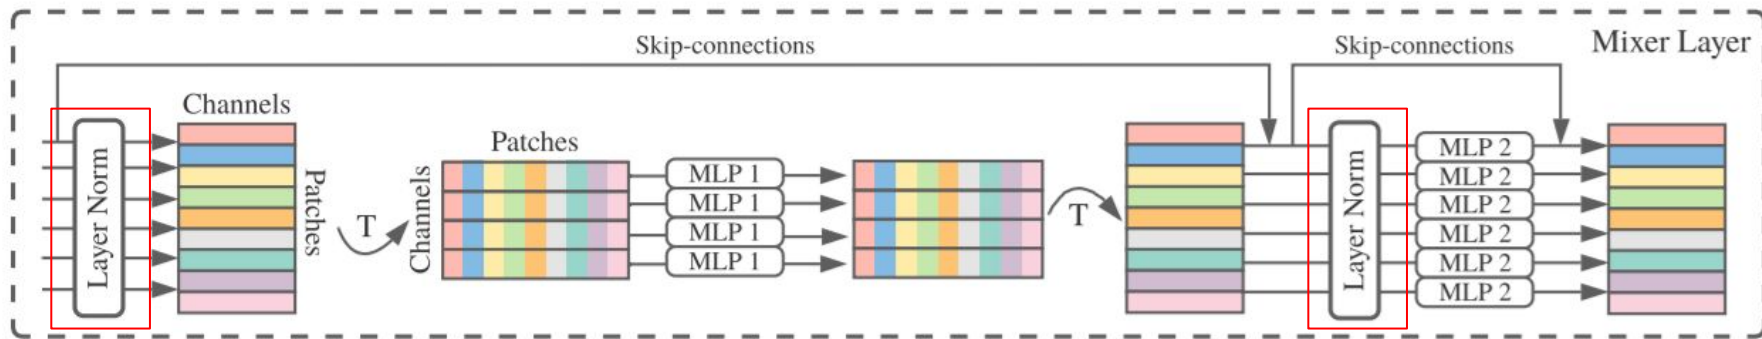 Skip-connections
Skip-connections
Mixer Layer
Layer Norm
Channels
Patches
T
Patches
Channels
MLP 1
MLP 1
MLP 1
MLP 1
T
Layer Norm
MLP 2
MLP 2
MLP 2
MLP 2
MLP 2
MLP 2